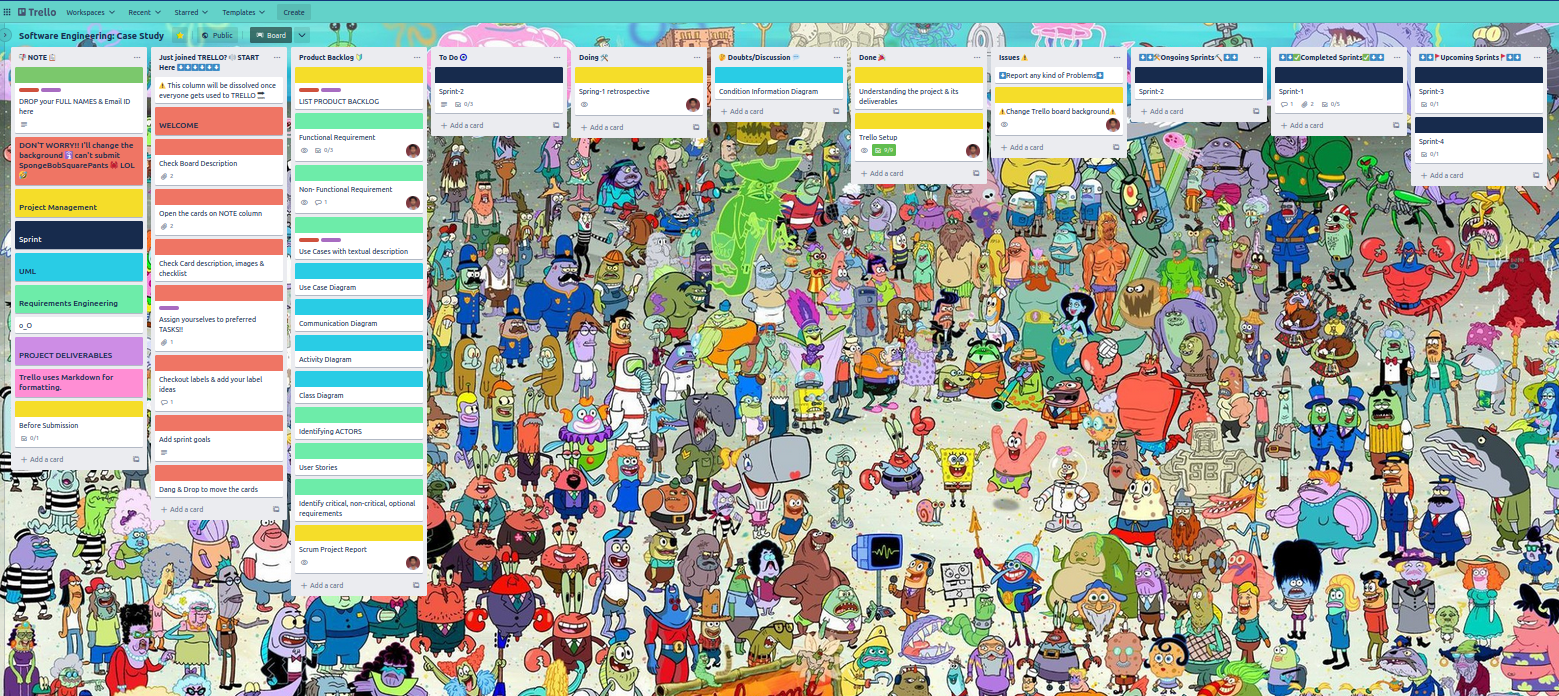 Trello
Workspaces
Recent
Starred
Templates
Create
Software Engineering: Case Study
Public
Board
NOTE
DROP your FULL NAMES & Email ID
here
DON'T WORRY!! I'll change the
background can't submit
SpongeBobSquarePants LOL
Project Management
Sprint
UML
Requirements Engineering
o_O
PROJECT DELIVERABLES
Trello uses Markdown for
formatting.
Before Submission
0/1
+ Add a card
Just joined TRELLO? START
Here
This column will be dissolved once
everyone gets used to TRELLO
WELCOME
Check Board Description
2
Open the cards on NOTE column
2
Check Card description, images &
checklist
Assign yourselves to preferred
TASKS!!
1
Checkout labels & add your label
ideas
1
Add sprint goals
Dang & Drop to move the cards
+ Add a card
Product Backlog
LIST PRODUCT BACKLOG
Functional Requirement
0/3
Non- Functional Requirement
1
Use Cases with textual description
Use Case Diagram
Communication Diagram
Activity Diagram
Class Diagram
Identifying ACTORS
User Stories
Identify critical, non-critical, optional
requirements
Scrum Project Report
+ Add a card
To Do
Sprint-2
0/3
+ Add a card
Doing
Spring-1 retrospective
+ Add a card
Doubts/Discussion
Condition Information Diagram
+ Add a card
Done
Understanding the project & its
deliverables
Trello Setup
0/0
+ Add a card
Issues
Report any kind of Problems
Change Trello board background
+ Add a card
Ongoing Sprints
Sprint-2
+ Add a card
Completed Sprints
Sprint-1
1 2 0/5
+ Add a card
Upcoming Sprints
Sprint-3
0/1
Sprint-4
0/1
+ Add a card